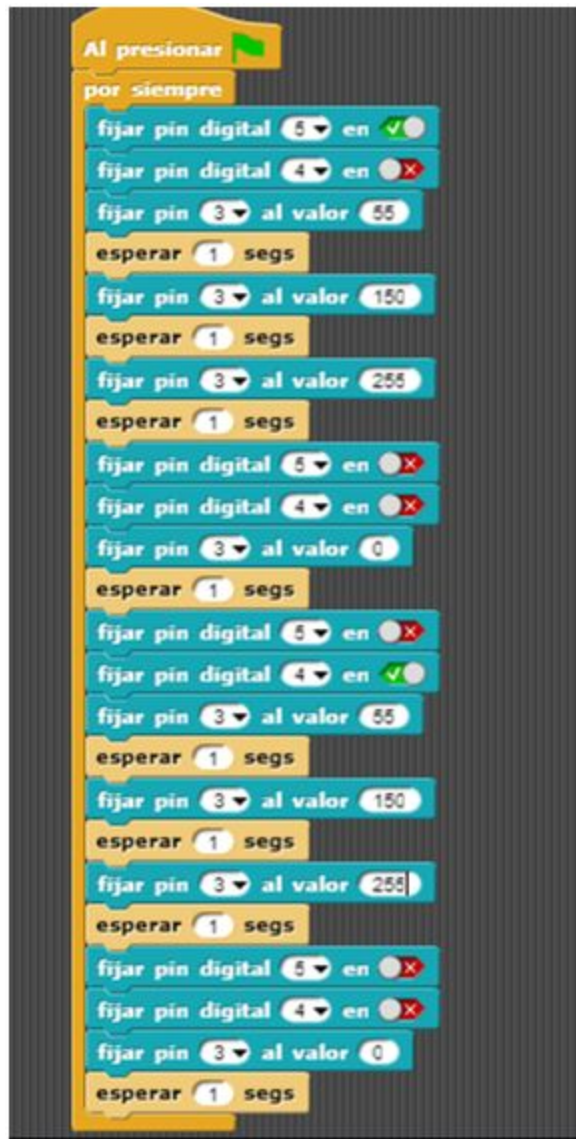 Al presionar
por siempre
fijar pin digital 5 en
fijar pin digital 4 en
fijar pin 3 al valor 55
esperar 1 segs
fijar pin 3 al valor 150
esperar 1 segs
fijar pin 3 al valor 255
esperar 1 segs
fijar pin digital 5 en
fijar pin digital 4 en
fijar pin 3 al valor 0
esperar 1 segs
fijar pin digital 5 en
fijar pin digital 4 en
fijar pin 3 al valor 55
esperar 1 segs
fijar pin 3 al valor 150
esperar 1 segs
fijar pin 3 al valor 255
esperar 1 segs
fijar pin digital 5 en
fijar pin digital 4 en
fijar pin 3 al valor 0
esperar 1 segs